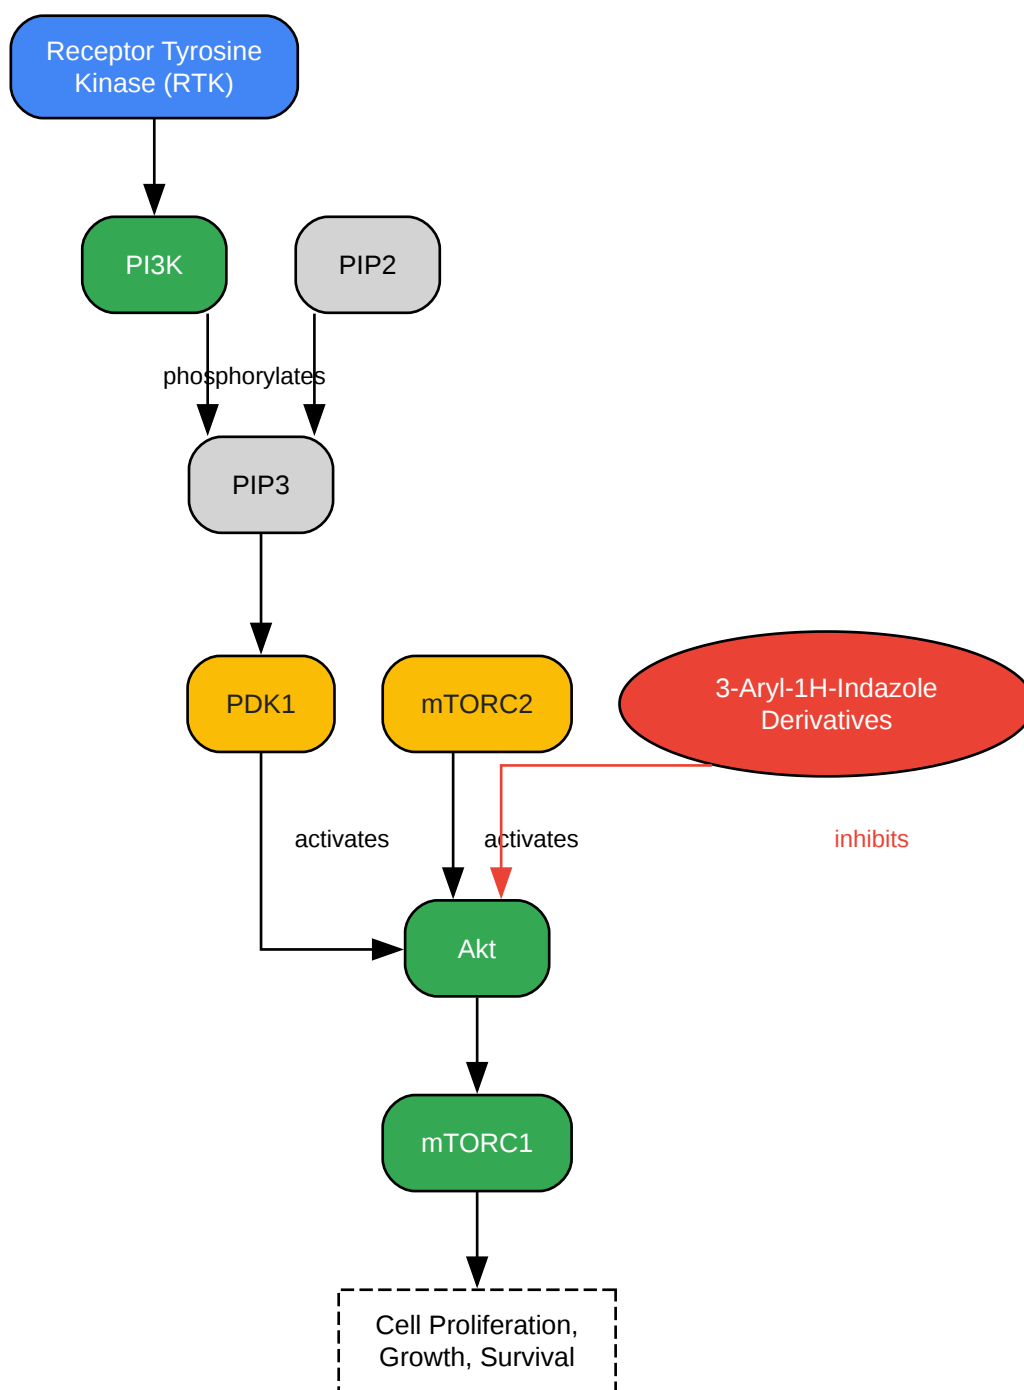 Receptor Tyrosine
Kinase (RTK)
PI3K
PIP2
phosphorylates
PIP3
PDK1
mTORC2
3-Aryl-1H-Indazole
Derivatives
activates
activates
inhibits
Akt
mTORC1
Cell Proliferation,
Growth, Survival